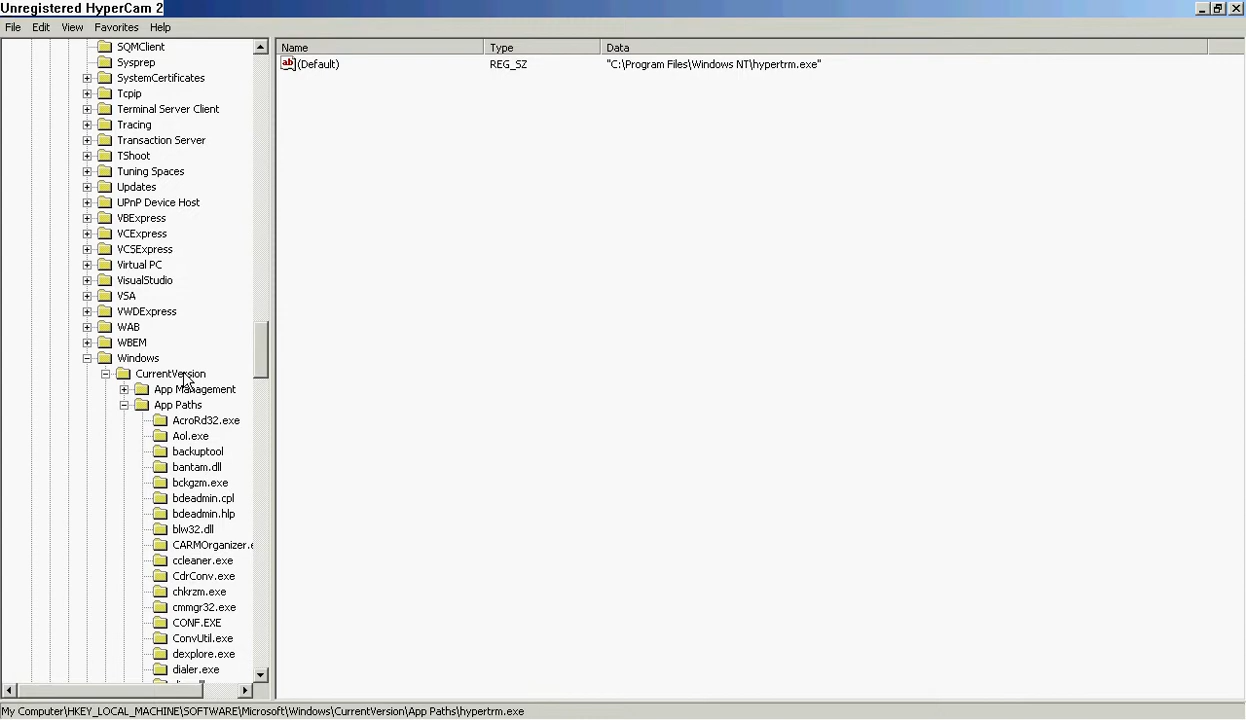 Unregistered HyperCam 2
File Edit View Favorites Help
SQMClient
Sysprep
SystemCertificates
Tcpip
Terminal Server Client
Tracing
Transaction Server
TShoot
Tuning Spaces
Updates
UPnP Device Host
VBExpress
VCExpress
VCSExpress
Virtual PC
VisualStudio
VSA
VWDExpress
WAB
WBEM
Windows
CurrentVersion
App Management
App Paths
AcroRd32.exe
Aol.exe
backuptool
bantam.dll
bckgzm.exe
bdeadmin.cpl
bdeadmin.hlp
blw32.dll
CARMOrganizer.e
ccleaner.exe
CdrConv.exe
chkrzm.exe
cmmgr32.exe
CONF.EXE
ConvUtil.exe
dexplore.exe
dialer.exe
Name Type Data
ab (Default) REG_SZ "C:\Program Files\Windows NT\hypertrm.exe"
My Computer\HKEY_LOCAL_MACHINE\SOFTWARE\Microsoft\Windows\CurrentVersion\App Paths\hypertrm.exe